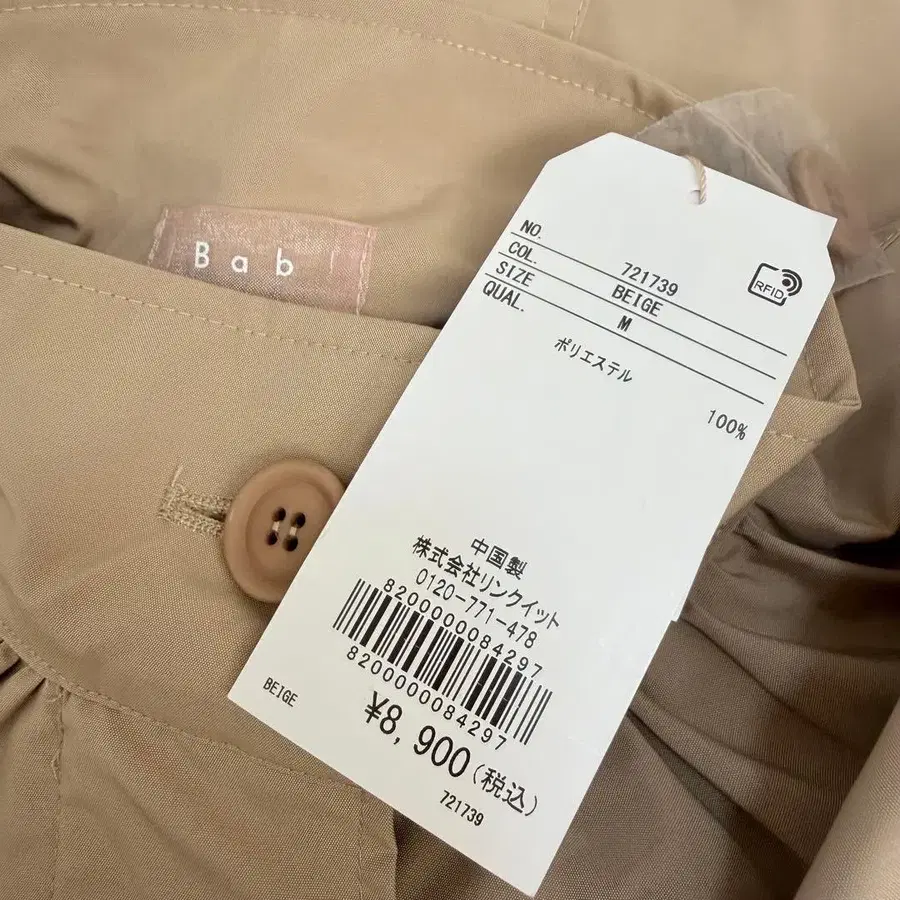 Bab
NO. 721739
COL. BEIGE
SIZE M
QUAL.
ポリエステル
100%
RFID
中国製
株式会社リンクイット
0120-771-478
8200000084297
8200000084297
BEIGE
¥8,900(税込)
721739